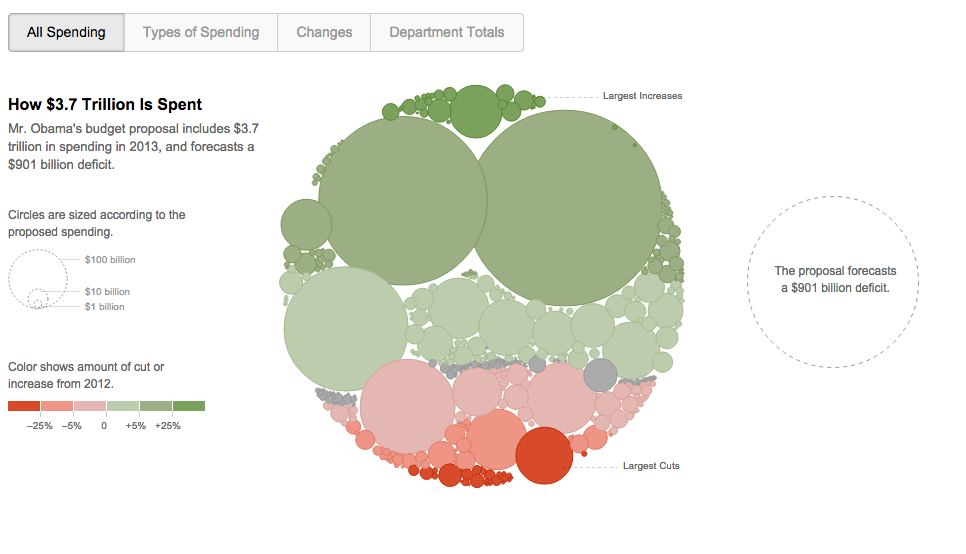 All Spending
Types of Spending
Changes
Department Totals
Largest Increases
How $3.7 Trillion Is Spent
Mr. Obama's budget proposal includes $3.7
trillion in spending in 2013, and forecasts a
$901 billion deficit.
Circles are sized according to the
proposed spending.
$100 billion
$10 billion
$1 billion
The proposal forecasts
a $901 billion deficit.
Color shows amount of cut or
increase from 2012.
−25% −5% 0 +5% +25%
Largest Cuts